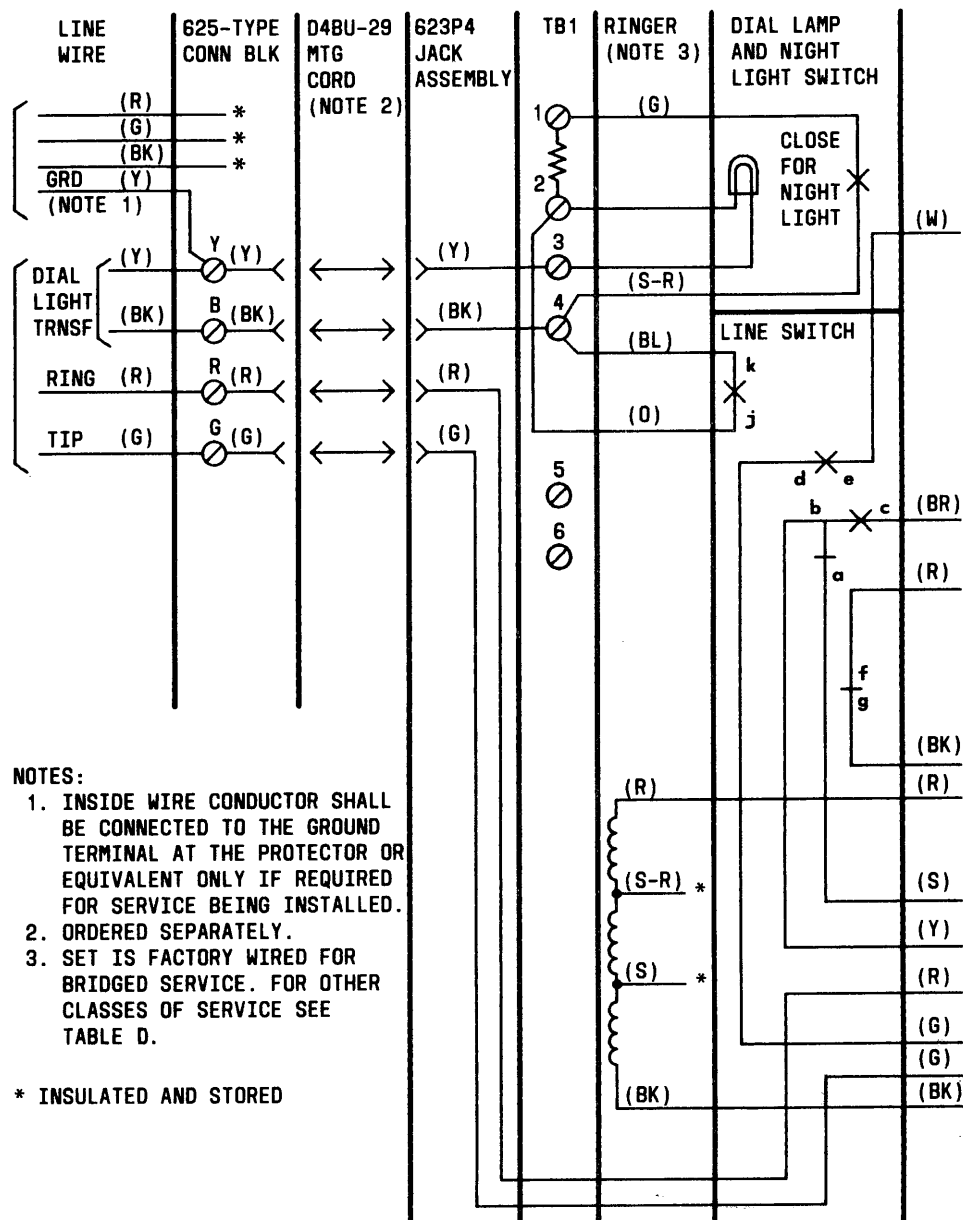 LINE
WIRE
625-TYPE
CONN BLK
D4BU-29
MTG
CORD
(NOTE 2)
623P4
JACK
ASSEMBLY
TB1
RINGER
(NOTE 3)
DIAL LAMP
AND NIGHT
LIGHT SWITCH
(R)
*
(G)
*
(BK)
*
GRD (Y)
(NOTE 1)
1
(G)
2
CLOSE
FOR
NIGHT
LIGHT
(W)
DIAL
LIGHT
TRNSF
(Y)
Y
(Y)
(Y)
3
(S-R)
(BK)
B
(BK)
(BK)
4
(BL)
LINE SWITCH
k
j
RING (R)
R
(R)
(R)
(O)
TIP (G)
G
(G)
(G)
d e
5
6
b c
(BR)
a
(R)
f
g
(BK)
(R)
(R)
(S-R) *
(S)
(Y)
(S) *
(R)
(G)
(G)
(BK)
(BK)
NOTES:
1. INSIDE WIRE CONDUCTOR SHALL
BE CONNECTED TO THE GROUND
TERMINAL AT THE PROTECTOR OR
EQUIVALENT ONLY IF REQUIRED
FOR SERVICE BEING INSTALLED.
2. ORDERED SEPARATELY.
3. SET IS FACTORY WIRED FOR
BRIDGED SERVICE. FOR OTHER
CLASSES OF SERVICE SEE
TABLE D.
* INSULATED AND STORED